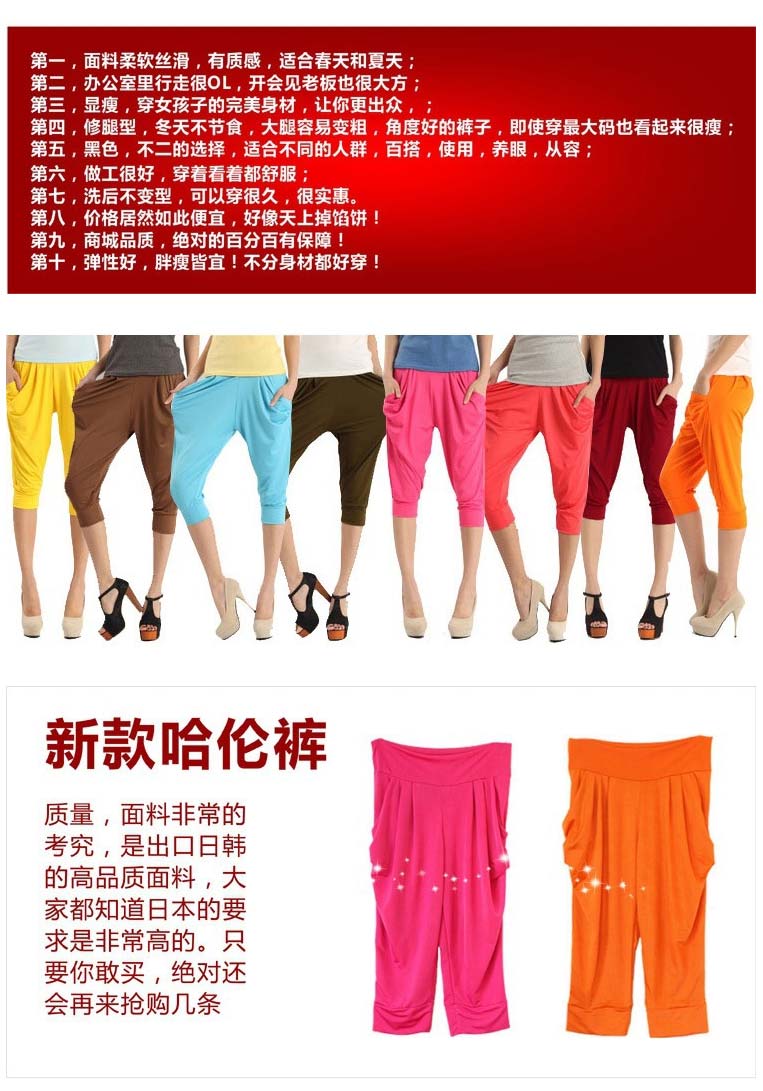 第一，面料柔软丝滑，有质感，适合春天和夏天；
第二，办公室里行走很OL，开会见老板也很大方；
第三，显瘦，穿女孩子的完美身材，让你更出众，；
第四，修腿型，冬天不节食，大腿容易变粗，角度好的裤子，即使穿最大码也看起来很瘦；
第五，黑色，不二的选择，适合不同的人群，百搭，使用，养眼，从容；
第六，做工很好，穿着看着都舒服；
第七，洗后不变型，可以穿很久，很实惠。
第八，价格居然如此便宜，好像天上掉馅饼！
第九，商城品质，绝对的百分百有保障！
第十，弹性好，胖瘦皆宜！不分身材都好穿！
新款哈伦裤
质量，面料非常的
考究，是出口日韩
的高品质面料，大
家都知道日本的要
求是非常高的。只
要你敢买，绝对还
会再来抢购几条